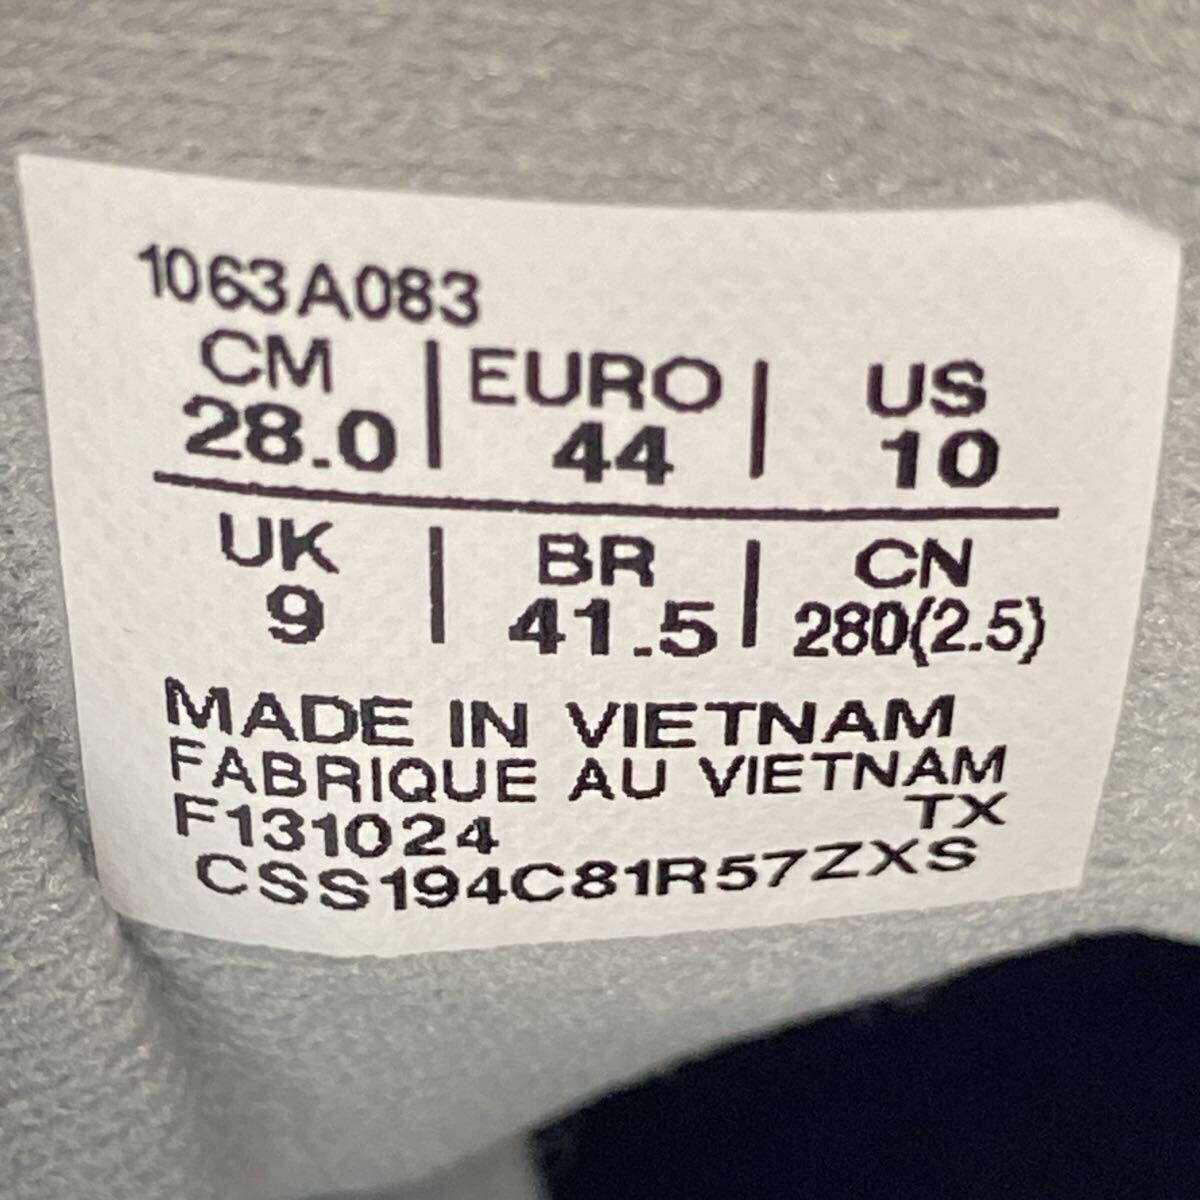 1063A083
CM | EURO | US
28.0 | 44 | 10
UK | BR | CN
9 | 41.5 | 280(2.5)
MADE IN VIETNAM
FABRIQUE AU VIETNAM
F131024 TX
CSS194C81R57ZXS